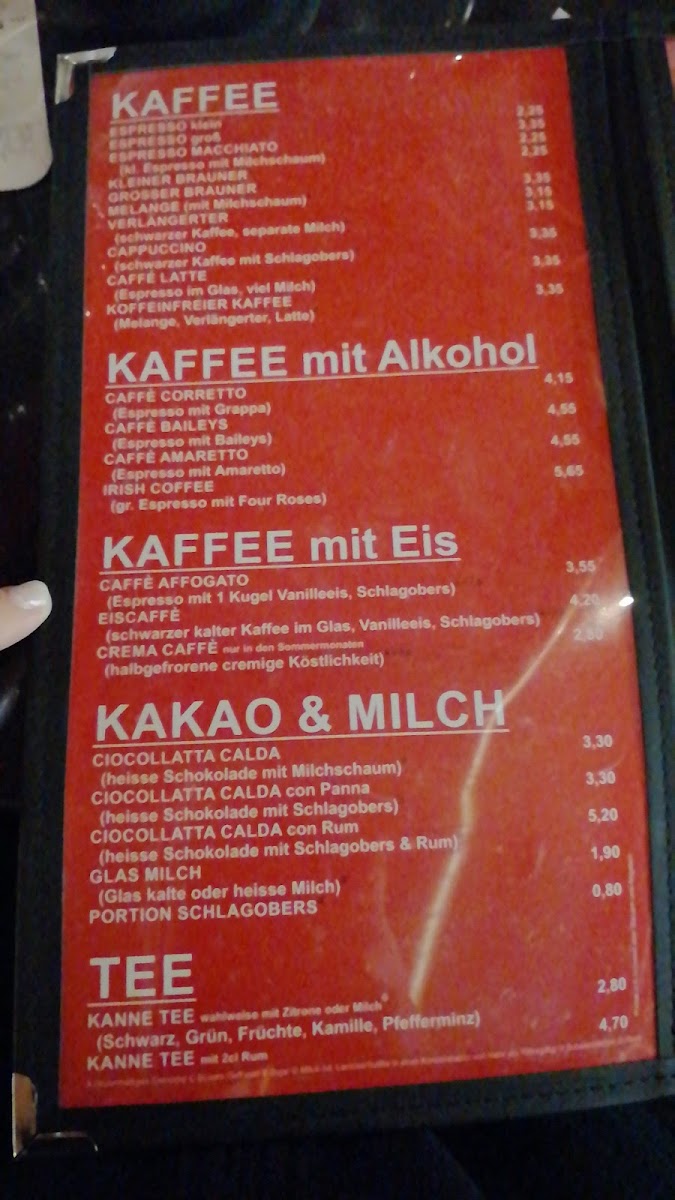 KAFFEE
ESPRESSO klein 2,25
ESPRESSO groß 3,35
ESPRESSO MACCHIATO 2,25
(kl. Espresso mit Milchschaum)
KLEINER BRAUNER 2,25
GROSSER BRAUNER 3,35
MELANGE (mit Milchschaum) 3,15
VERLÄNGERTER 3,15
(schwarzer Kaffee, separate Milch)
CAPPUCCINO 3,35
(schwarzer Kaffee mit Schlagobers)
CAFFÈ LATTE 3,35
(Espresso im Glas, viel Milch)
KOFFEINFREIER KAFFEE 3,35
(Melange, Verlängerter, Latte)
KAFFEE mit Alkohol
CAFFÈ CORRETTO 4,15
(Espresso mit Grappa)
CAFFÈ BAILEYS 4,55
(Espresso mit Baileys)
CAFFÈ AMARETTO 4,55
(Espresso mit Amaretto)
IRISH COFFEE 5,65
(gr. Espresso mit Four Roses)
KAFFEE mit Eis
CAFFÈ AFFOGATO 3,55
(Espresso mit 1 Kugel Vanilleeis, Schlagobers)
EISCAFFÈ 4,20
(schwarzer kalter Kaffee im Glas, Vanilleeis, Schlagobers)
CREMA CAFFÈ nur in den Sommermonaten 2,80
(halbgefrorene cremige Köstlichkeit)
KAKAO & MILCH
CIOCOLLATTA CALDA 3,30
(heisse Schokolade mit Milchschaum)
CIOCOLLATTA CALDA con Panna 3,30
(heisse Schokolade mit Schlagobers)
CIOCOLLATTA CALDA con Rum 5,20
(heisse Schokolade mit Schlagobers & Rum)
GLAS MILCH 1,90
(Glas kalte oder heisse Milch)
PORTION SCHLAGOBERS 0,80
TEE
KANNE TEE wahlweise mit Zitrone oder Milch 2,80
(Schwarz, Grün, Früchte, Kamille, Pfefferminz)
KANNE TEE mit 2cl Rum 4,70